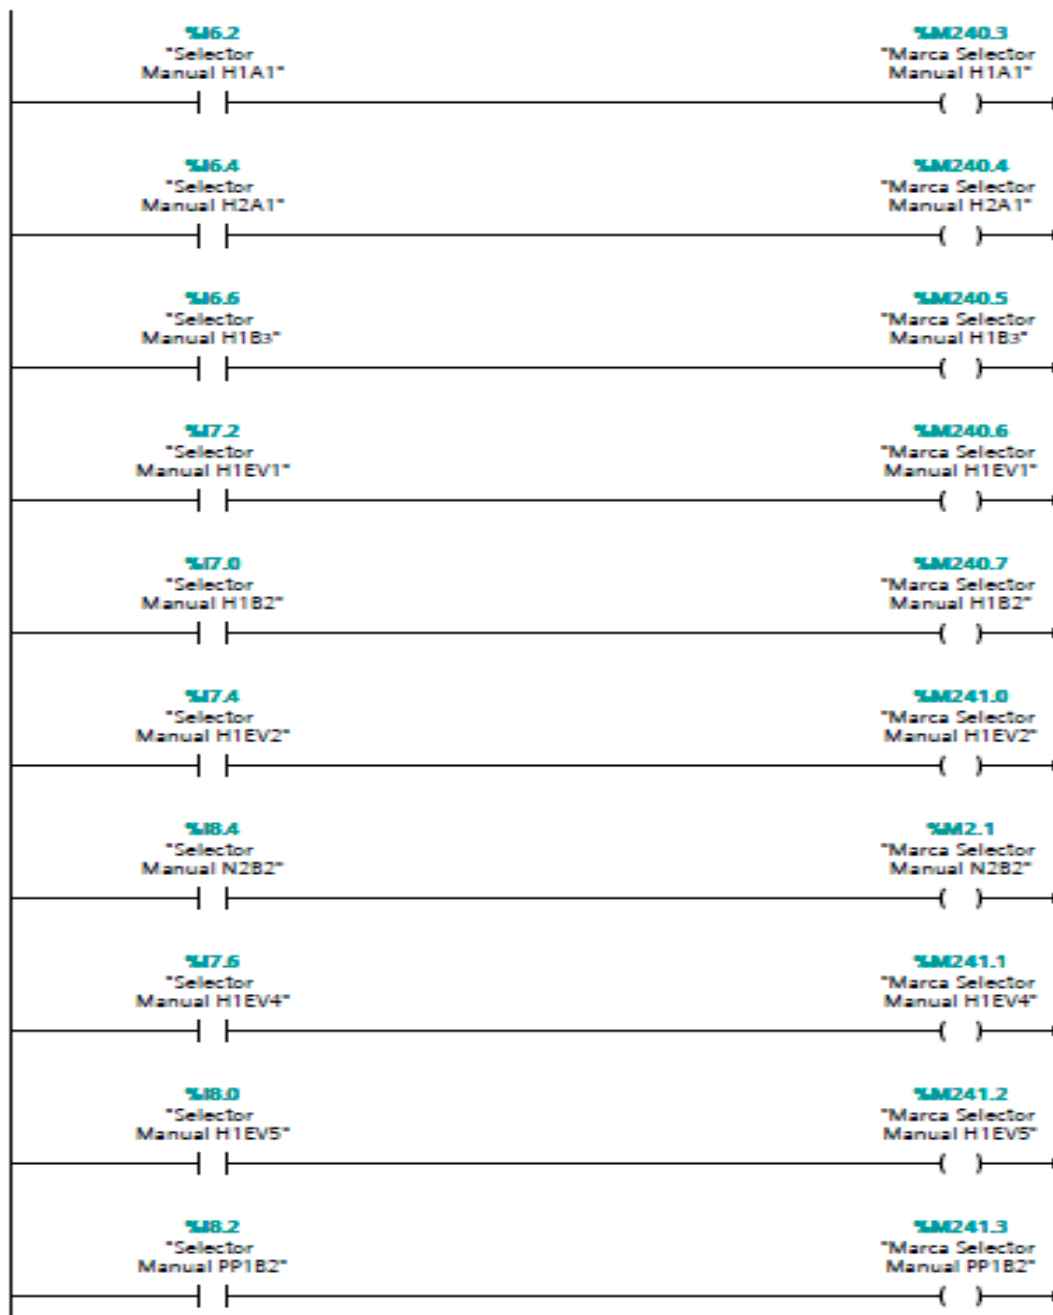 %I6.2
"Selector
Manual H1A1"
%M240.3
"Marca Selector
Manual H1A1"
%I6.4
"Selector
Manual H2A1"
%M240.4
"Marca Selector
Manual H2A1"
%I6.6
"Selector
Manual H1B3"
%M240.5
"Marca Selector
Manual H1B3"
%I7.2
"Selector
Manual H1EV1"
%M240.6
"Marca Selector
Manual H1EV1"
%I7.0
"Selector
Manual H1B2"
%M240.7
"Marca Selector
Manual H1B2"
%I7.4
"Selector
Manual H1EV2"
%M241.0
"Marca Selector
Manual H1EV2"
%I8.4
"Selector
Manual N2B2"
%M2.1
"Marca Selector
Manual N2B2"
%I7.6
"Selector
Manual H1EV4"
%M241.1
"Marca Selector
Manual H1EV4"
%I8.0
"Selector
Manual H1EV5"
%M241.2
"Marca Selector
Manual H1EV5"
%I8.2
"Selector
Manual PP1B2"
%M241.3
"Marca Selector
Manual PP1B2"